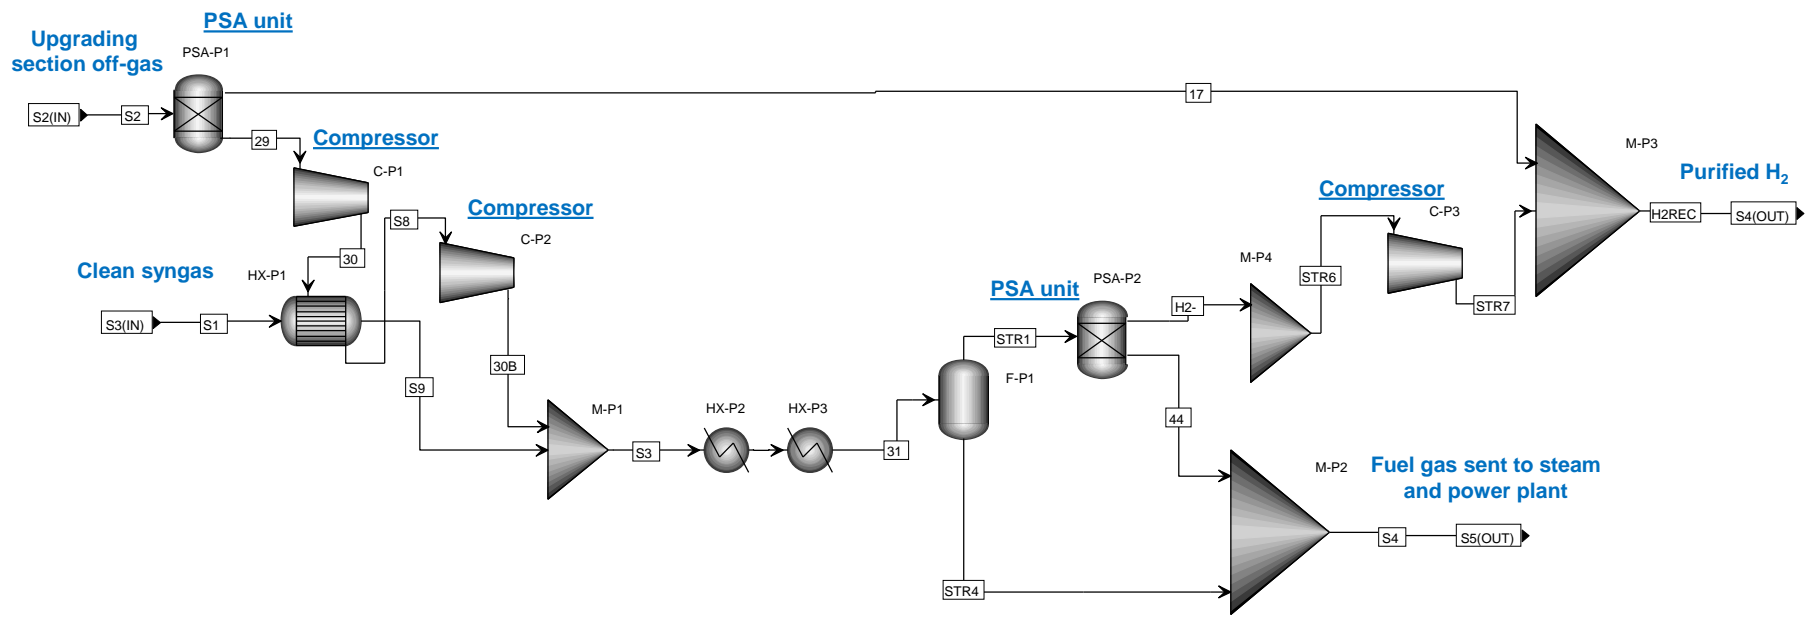 PSA unit
Upgrading
section off-gas
PSA-P1
S2(IN)
S2
17
29
Compressor
C-P1
M-P3
Purified H2
Compressor
C-P3
S8
Compressor
H2REC
S4(OUT)
C-P2
30
Clean syngas
HX-P1
M-P4
STR6
PSA-P2
PSA unit
H2-
STR7
S3(IN)
S1
STR1
30B
F-P1
S9
M-P1
HX-P2
HX-P3
44
S3
31
M-P2
Fuel gas sent to steam
and power plant
S4
S5(OUT)
STR4